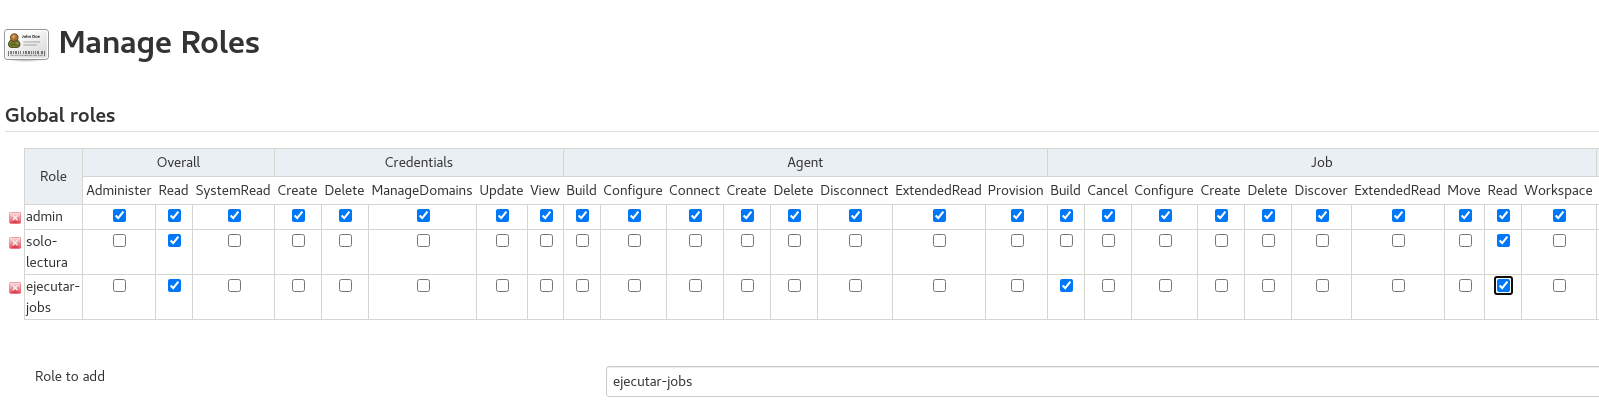 John Doe
Manage Roles
Global roles
Role Overall Credentials Agent Job
Administer Read SystemRead Create Delete ManageDomains Update View Build Configure Connect Create Delete Disconnect ExtendedRead Provision Build Cancel Configure Create Delete Discover ExtendedRead Move Read Workspace
admin
solo-
lectura
ejecutar-
jobs
Role to add
ejecutar-jobs